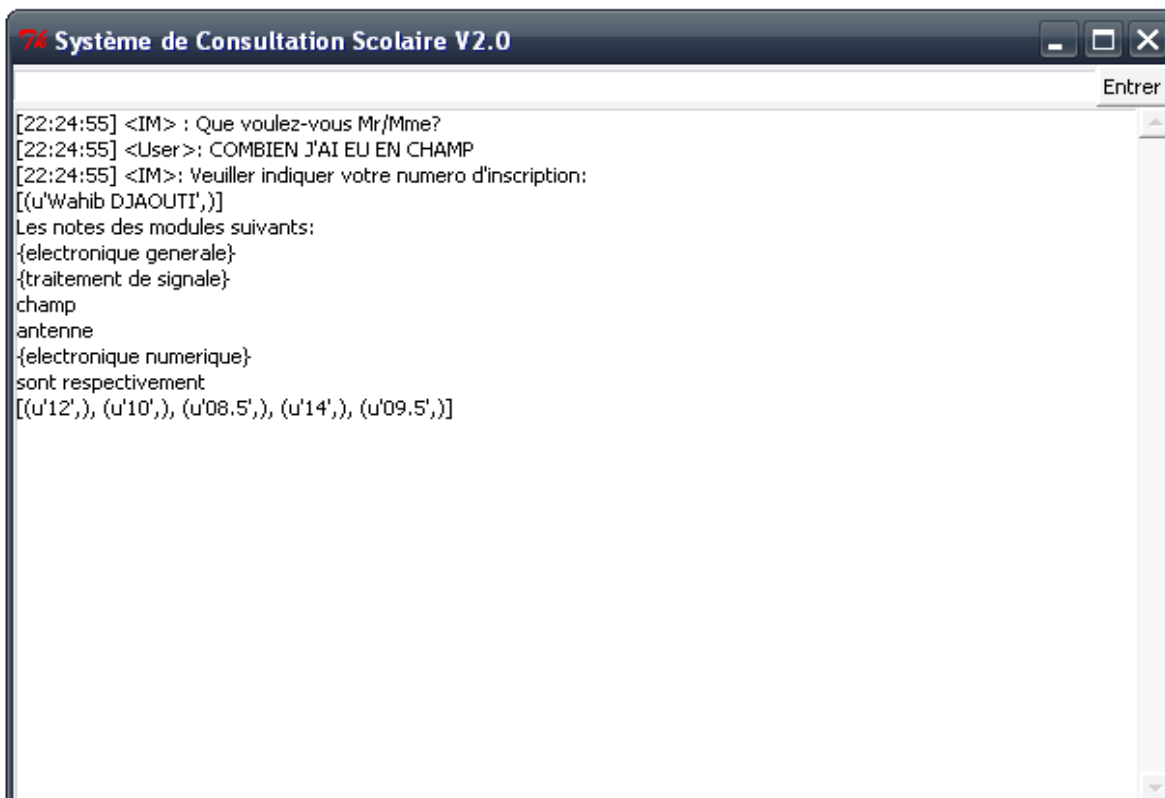 Système de Consultation Scolaire V2.0
Entrer
[22:24:55] <IM> : Que voulez-vous Mr/Mme?
[22:24:55] <User>: COMBIEN J'AI EU EN CHAMP
[22:24:55] <IM>: Veuiller indiquer votre numero d'inscription:
[(u'Wahib DJAOUTI',)]
Les notes des modules suivants:
{electronique generale}
{traitement de signale}
champ
antenne
{electronique numerique}
sont respectivement
[(u'12',), (u'10',), (u'08.5',), (u'14',), (u'09.5',)]